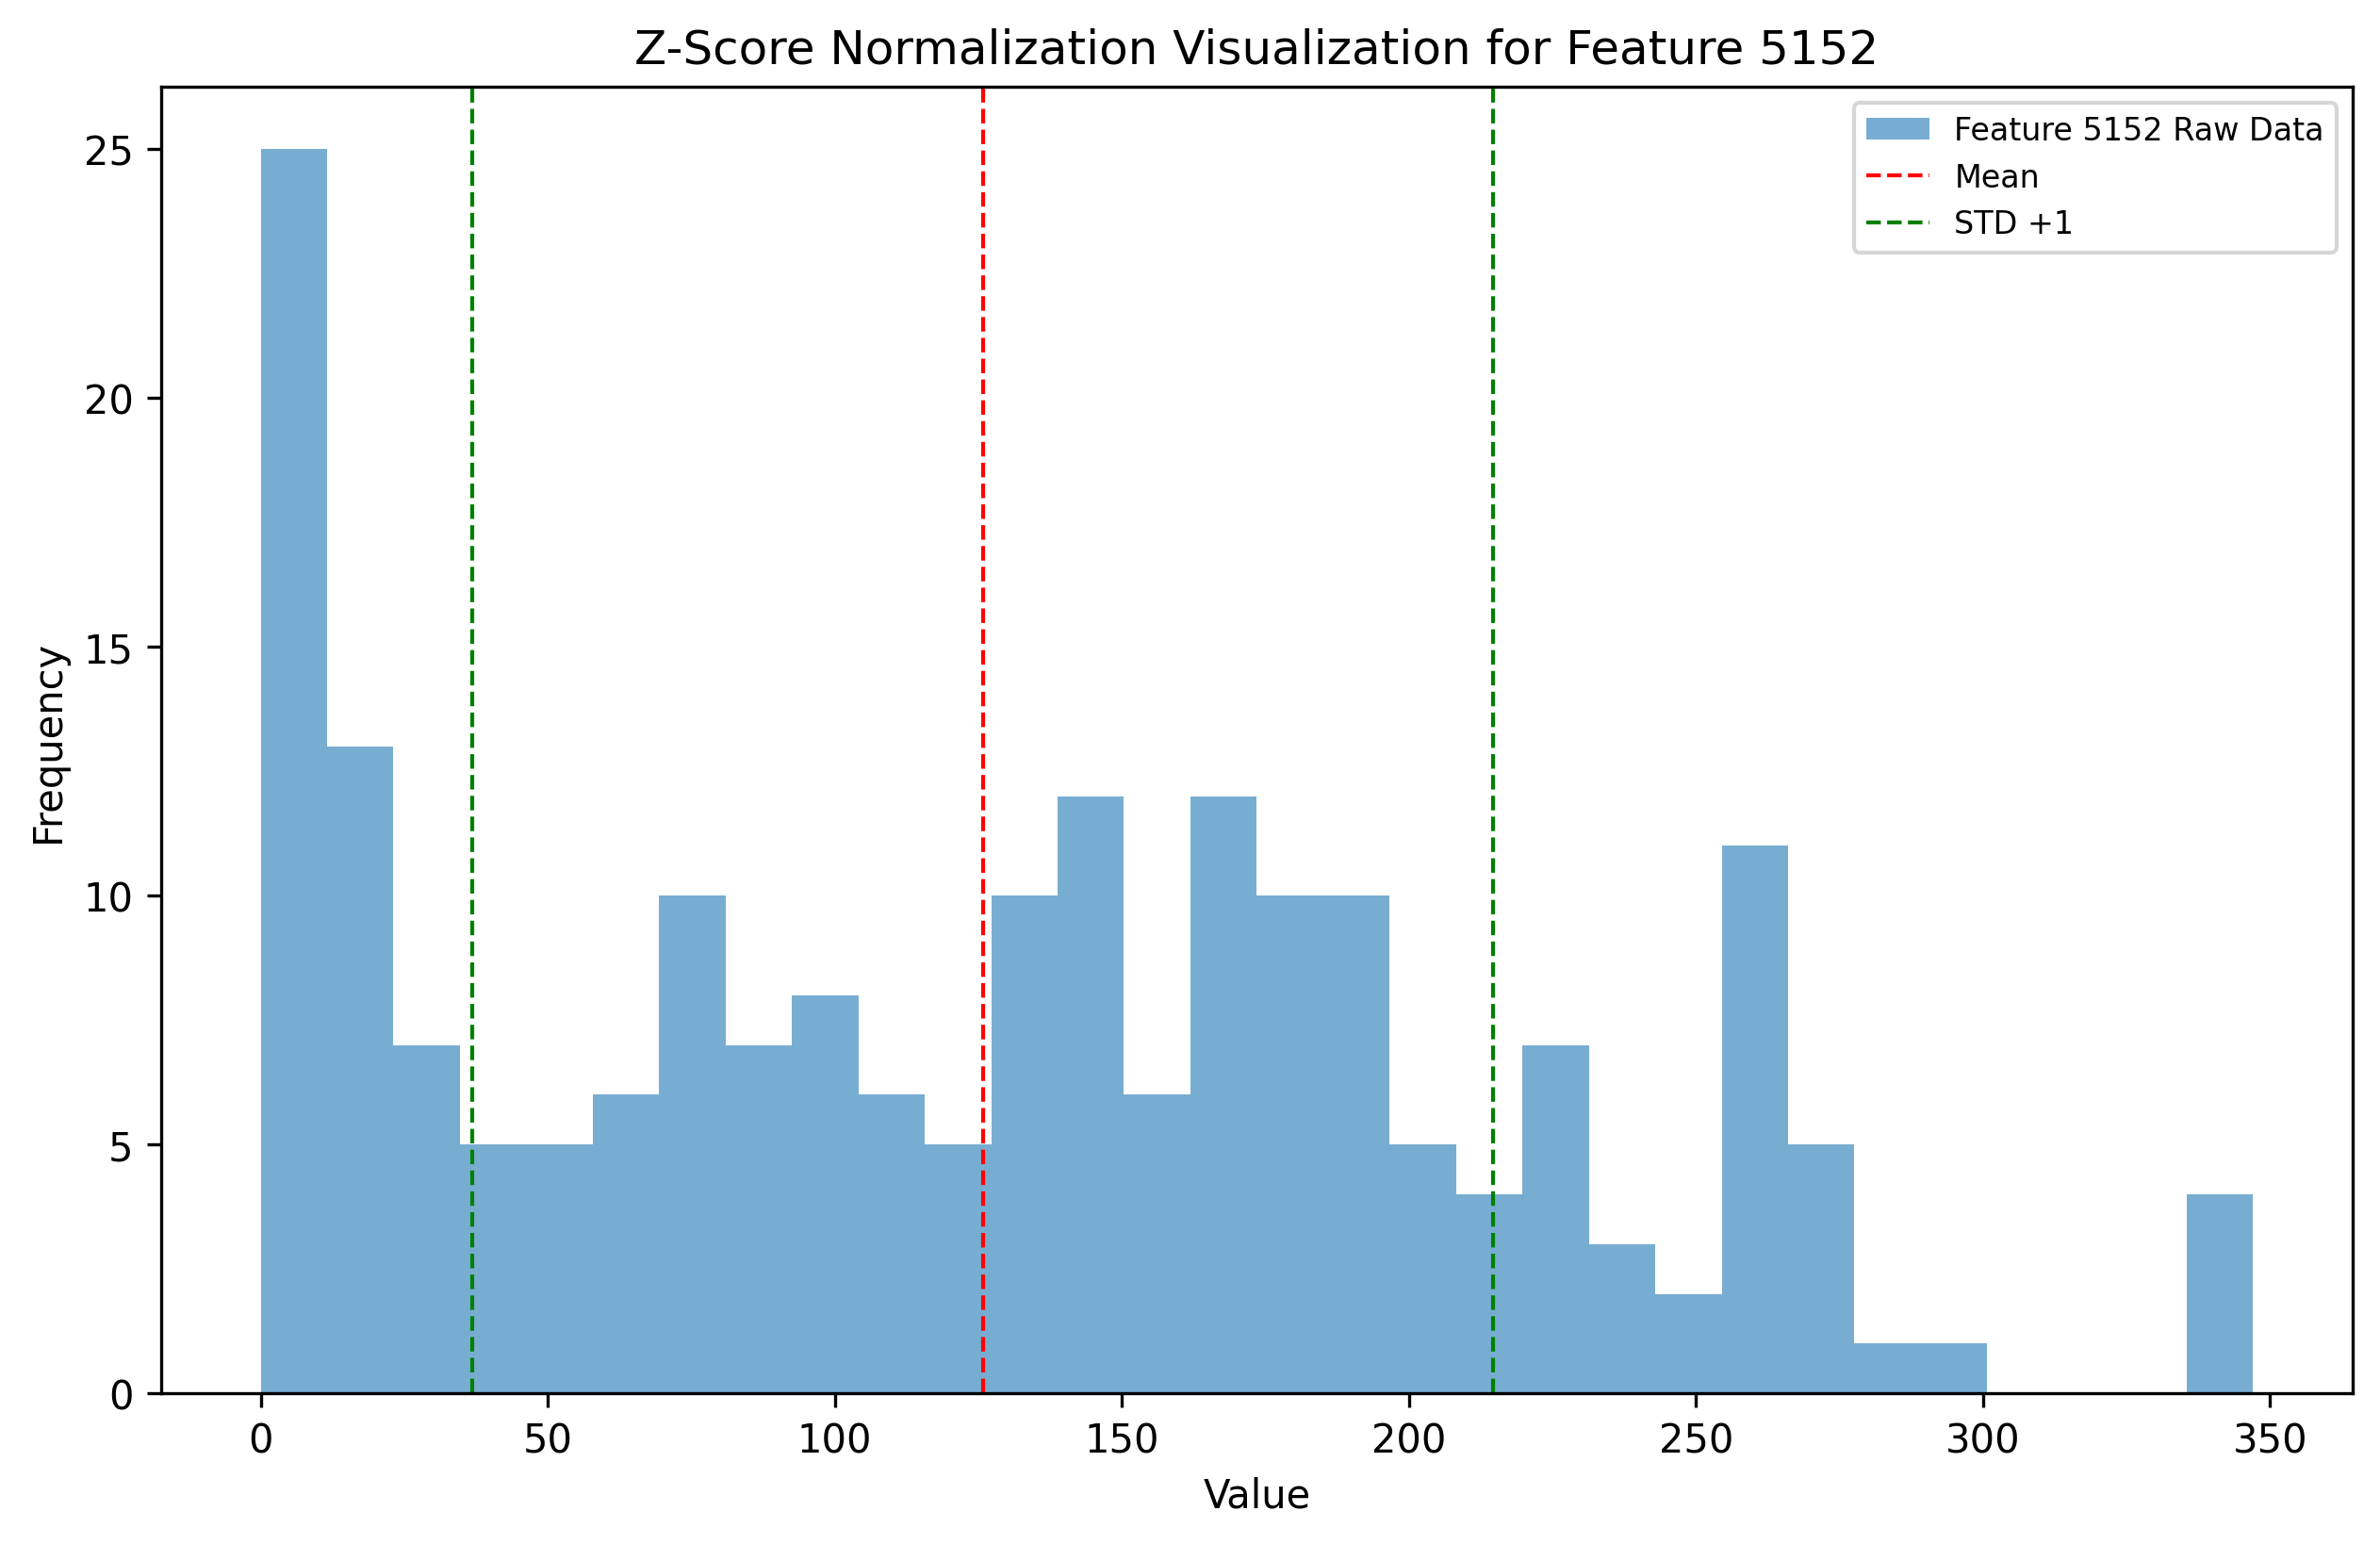 Z-Score Normalization Visualization for Feature 5152
Feature 5152 Raw Data
Mean
STD +1
25
20
15
10
5
0
Frequency
0 50 100 150 200 250 300 350
Value